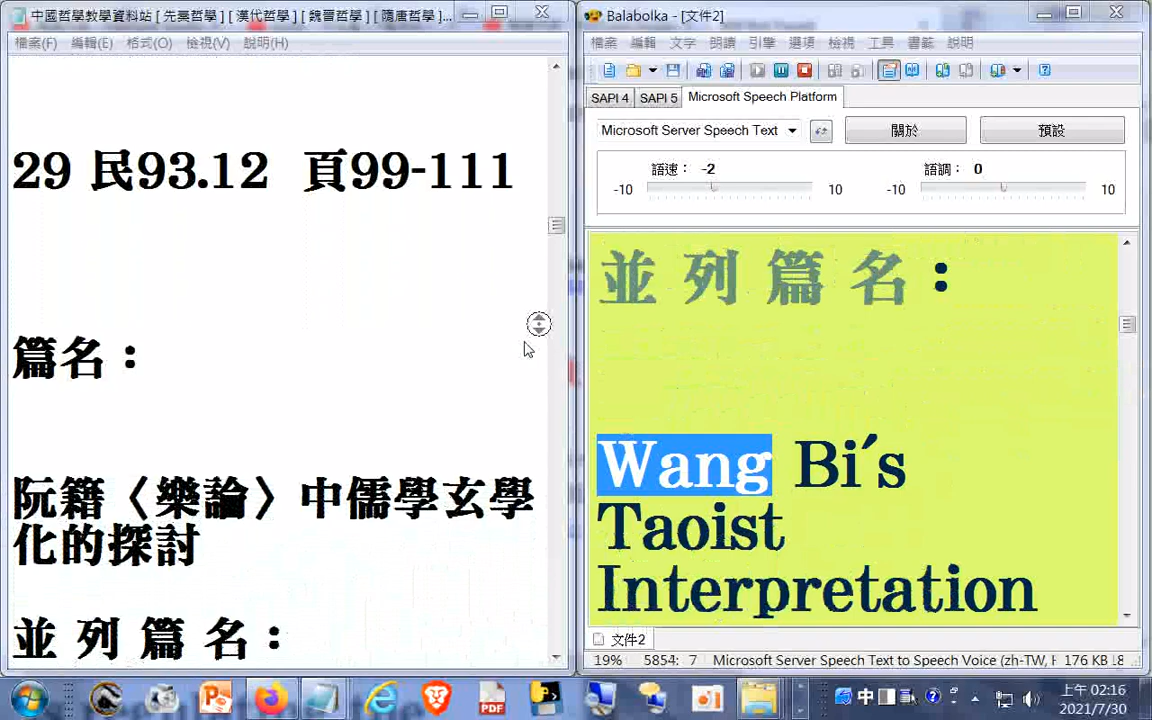 中國哲學教學資料站 [ 先秦哲學 ] [ 漢代哲學 ] [ 魏晉哲學 ] [ 隋唐哲學 ]...
檔案(F) 編輯(E) 格式(O) 檢視(V) 說明(H)
29 民93.12 頁99-111
篇名：
阮籍〈樂論〉中儒學玄學
化的探討
並 列 篇 名：
Balabolka - [文件2]
檔案 編輯 文字 朗讀 引擎 選項 檢視 工具 書籤 說明
SAPI 4 SAPI 5 Microsoft Speech Platform
Microsoft Server Speech Text 關於 預設
語速： -2 語調： 0
-10 10 -10 10
並 列 篇 名：
Wang Bi′s
Taoist
Interpretation
文件2
19% 5854: 7 Microsoft Server Speech Text to Speech Voice (zh-TW, H 176 KB
中
上午 02:16
2021/7/30